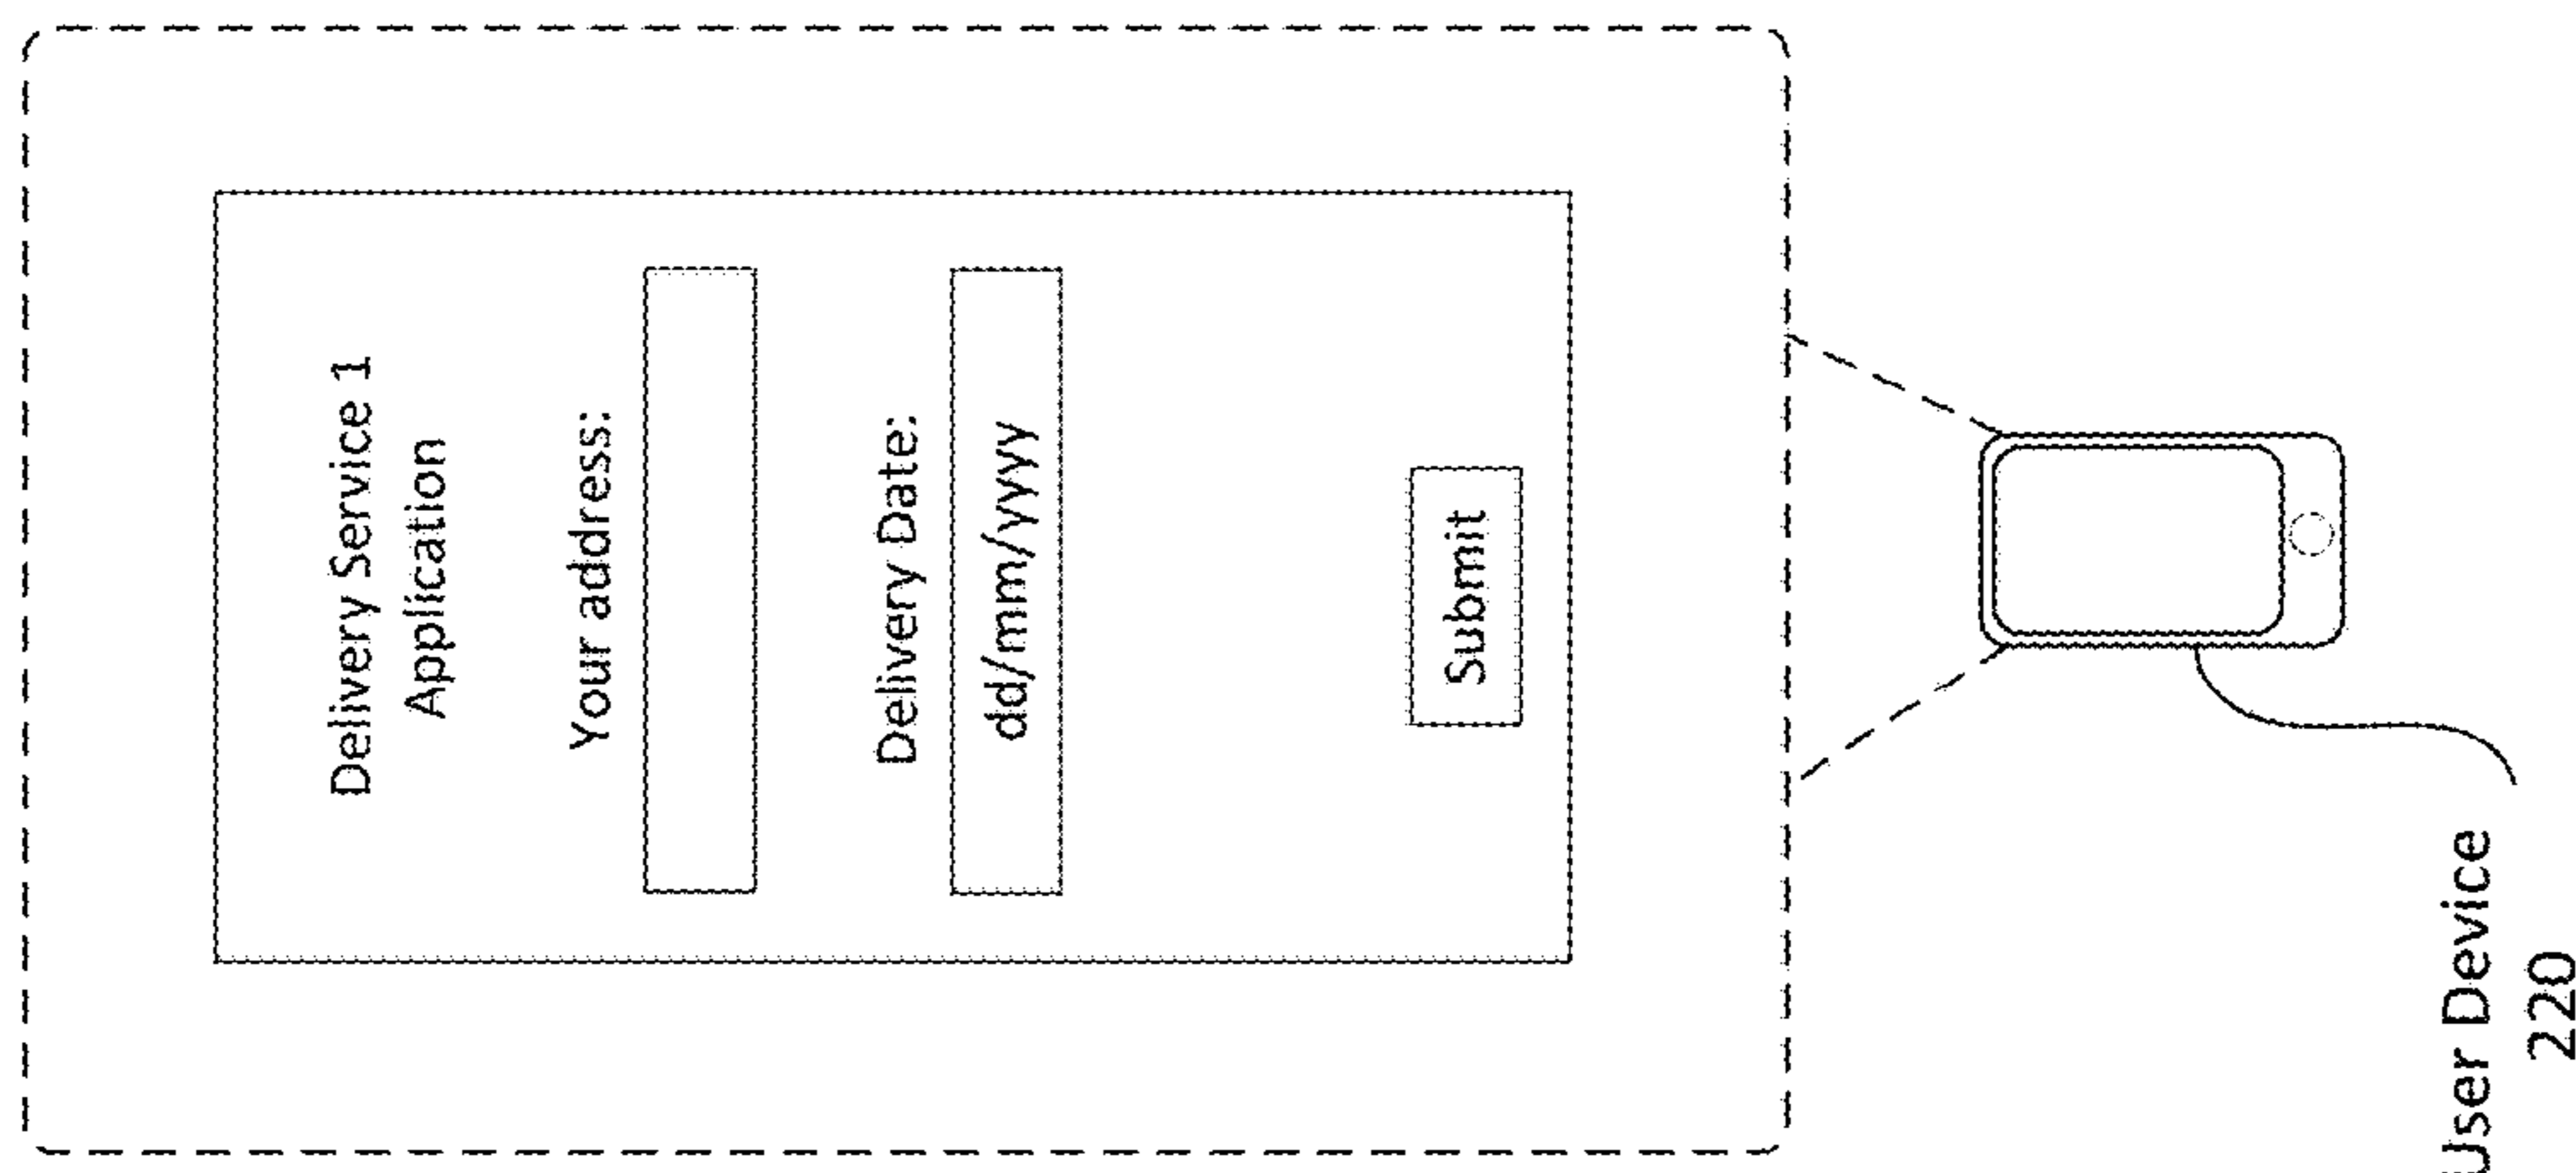 Delivery Service 1
Application
Your address:
Delivery Date:
dd/mm/yyyy
Submit
User Device
220